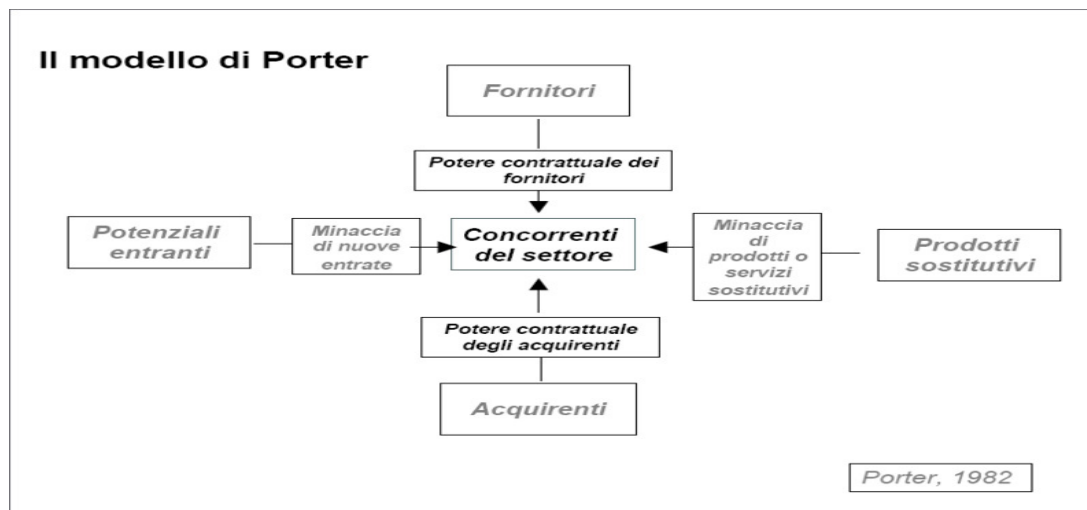 Il modello di Porter
Fornitori
Potere contrattuale dei
fornitori
Potenziali
entranti
Minaccia
di nuove
entrate
Concorrenti
del settore
Minaccia
di
prodotti o
servizi
sostitutivi
Prodotti
sostitutivi
Potere contrattuale
degli acquirenti
Acquirenti
Porter, 1982